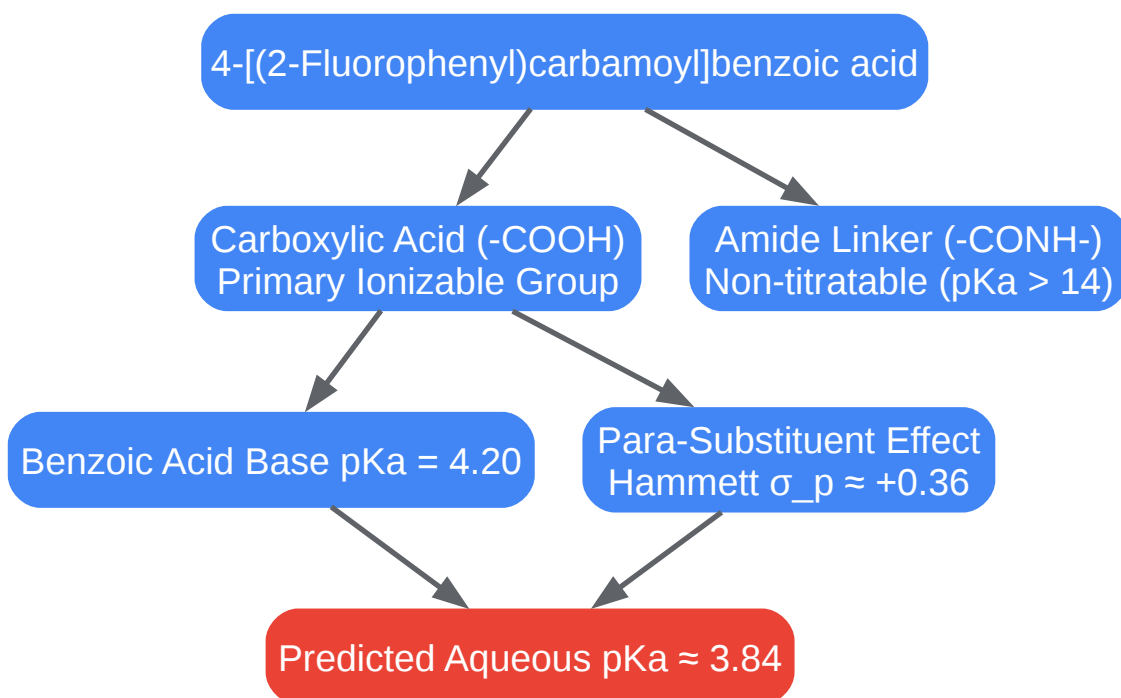 4-[(2-Fluorophenyl)carbamoyl]benzoic acid
Carboxylic Acid (-COOH)
Primary Ionizable Group
Amide Linker (-CONH-)
Non-titratable (pKa > 14)
Benzoic Acid Base pKa = 4.20
Para-Substituent Effect
Hammett σ_p ≈ +0.36
Predicted Aqueous pKa ≈ 3.84